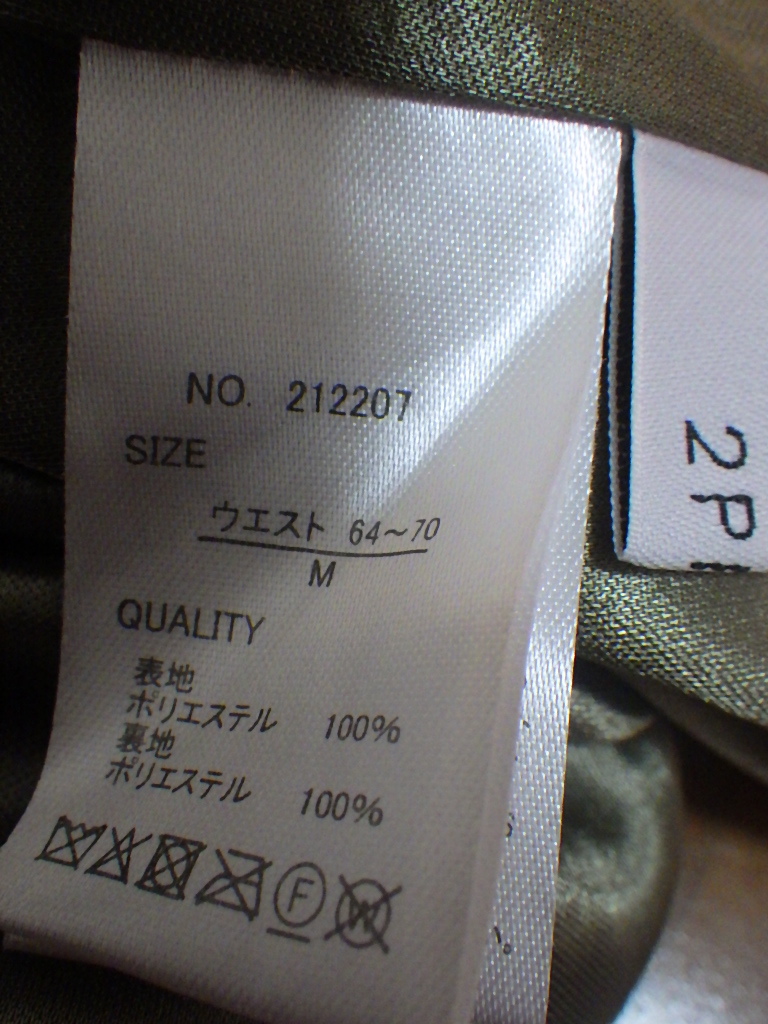 NO. 212207
SIZE
ウエスト 64～70
M
QUALITY
表地
ポリエステル 100%
裏地
ポリエステル 100%
F
W
2P